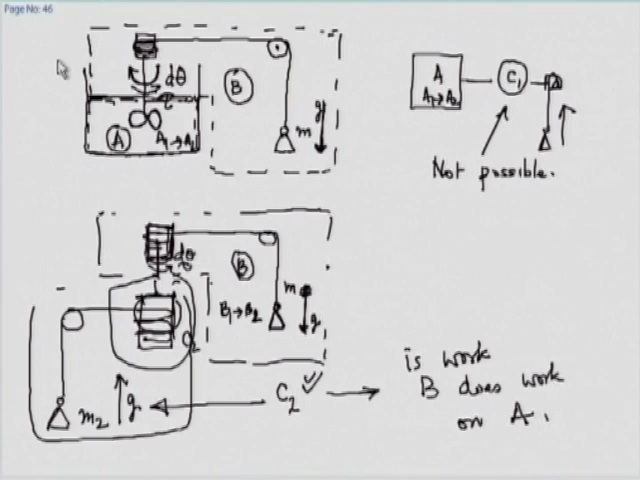 Page No: 46
dθ
τ
B
A
A₁→A₂
m
g
A
A₁→A₂
C₁
Not possible.
dθ
τ
B
B₁→B₂
m
g
C₂
m₂
g
C₂ ✓
is work
B does work
on A.